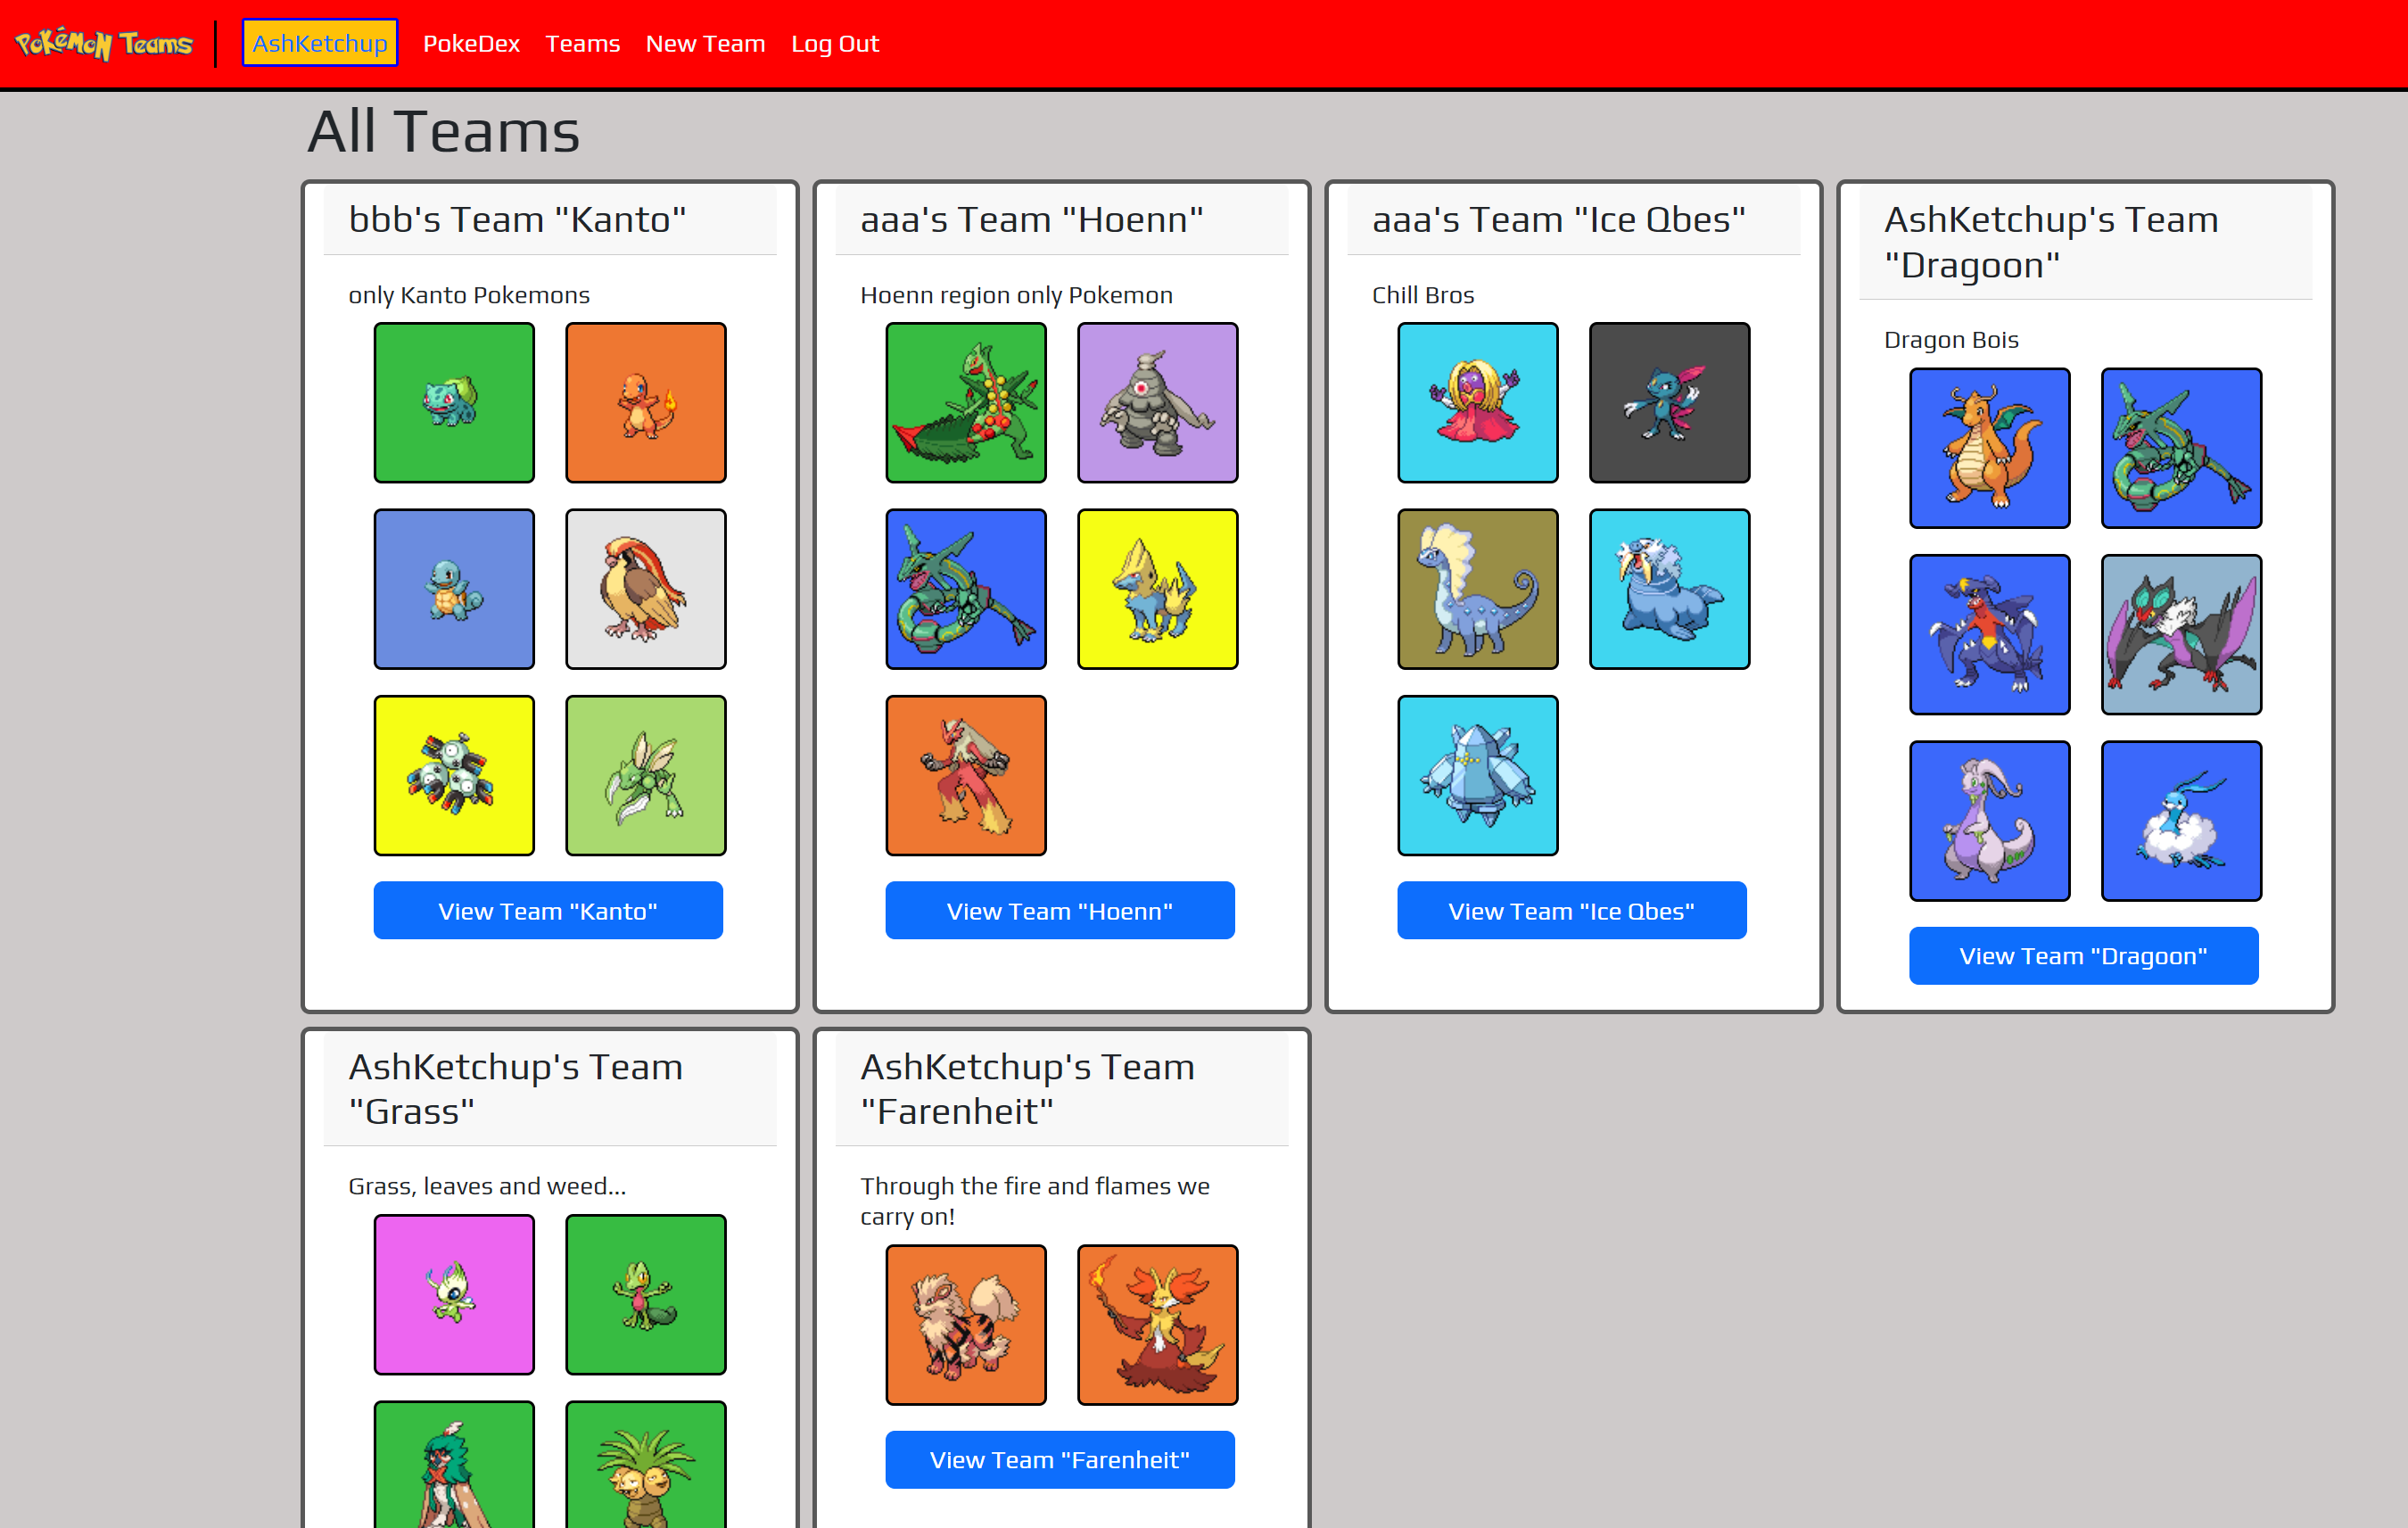 Pokémon Teams
AshKetchup PokeDex Teams New Team Log Out
All Teams
bbb's Team "Kanto"
only Kanto Pokemons
View Team "Kanto"
aaa's Team "Hoenn"
Hoenn region only Pokemon
View Team "Hoenn"
aaa's Team "Ice Qbes"
Chill Bros
View Team "Ice Qbes"
AshKetchup's Team
"Dragoon"
Dragon Bois
View Team "Dragoon"
AshKetchup's Team
"Grass"
Grass, leaves and weed...
AshKetchup's Team
"Farenheit"
Through the fire and flames we
carry on!
View Team "Farenheit"